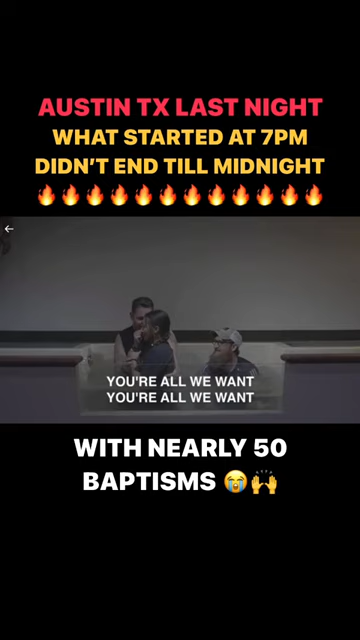 AUSTIN TX LAST NIGHT
WHAT STARTED AT 7PM
DIDN’T END TILL MIDNIGHT
🔥🔥🔥🔥🔥🔥🔥🔥🔥🔥🔥🔥
YOU'RE ALL WE WANT
YOU'RE ALL WE WANT
WITH NEARLY 50
BAPTISMS 😭🙌